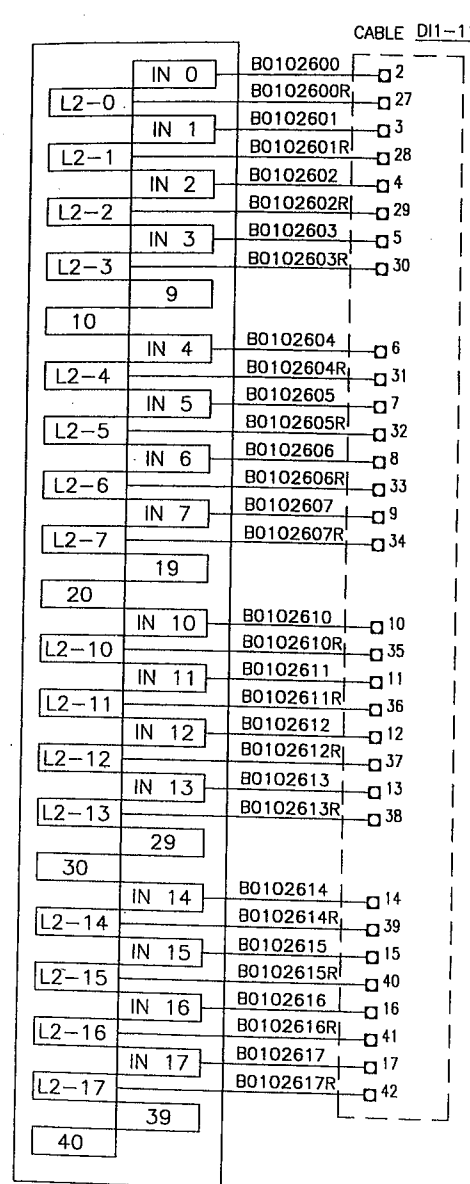 CABLE DI1-1
IN 0 B0102600 2
L2-0 B0102600R 27
IN 1 B0102601 3
L2-1 B0102601R 28
IN 2 B0102602 4
L2-2 B0102602R 29
IN 3 B0102603 5
L2-3 B0102603R 30
9
10
IN 4 B0102604 6
L2-4 B0102604R 31
IN 5 B0102605 7
L2-5 B0102605R 32
IN 6 B0102606 8
L2-6 B0102606R 33
IN 7 B0102607 9
L2-7 B0102607R 34
19
20
IN 10 B0102610 10
L2-10 B0102610R 35
IN 11 B0102611 11
L2-11 B0102611R 36
IN 12 B0102612 12
L2-12 B0102612R 37
IN 13 B0102613 13
L2-13 B0102613R 38
29
30
IN 14 B0102614 14
L2-14 B0102614R 39
IN 15 B0102615 15
L2-15 B0102615R 40
IN 16 B0102616 16
L2-16 B0102616R 41
IN 17 B0102617 17
L2-17 B0102617R 42
39
40